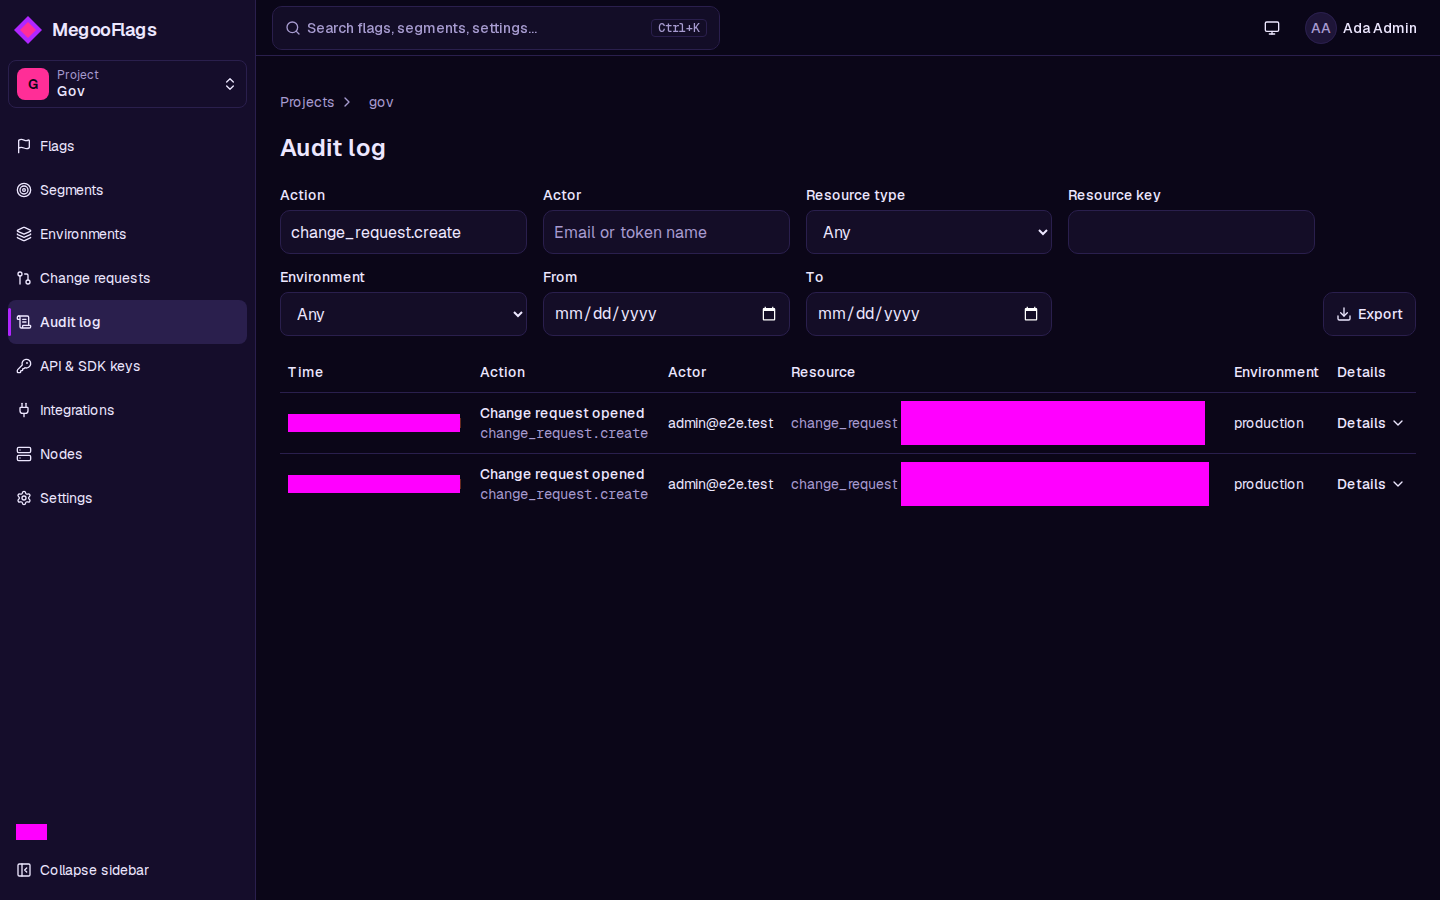 MegooFlags
Search flags, segments, settings...
Ctrl+K
AA
Ada Admin
G
Project
Gov
Flags
Segments
Environments
Change requests
Audit log
API & SDK keys
Integrations
Nodes
Settings
Collapse sidebar
Projects
gov
Audit log
Action
Actor
Resource type
Resource key
change_request.create
Email or token name
Any
Environment
From
To
Any
mm/dd/yyyy
mm/dd/yyyy
Export
Time
Action
Actor
Resource
Environment
Details
Change request opened
change_request.create
admin@e2e.test
change_request
production
Details
Change request opened
change_request.create
admin@e2e.test
change_request
production
Details